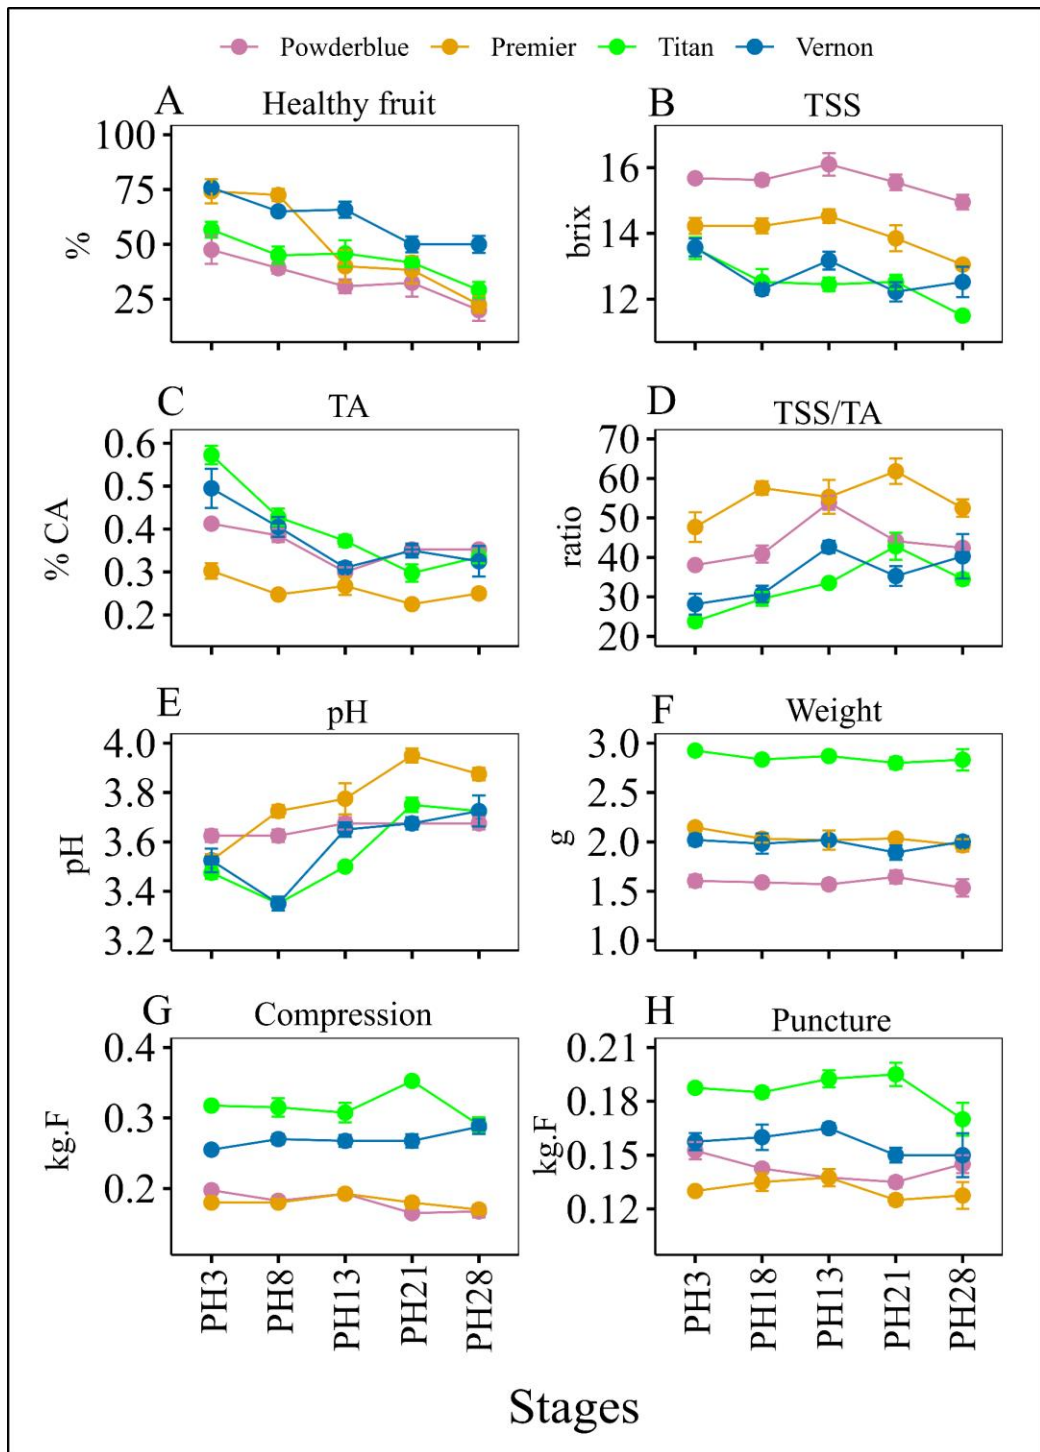 Powderblue Premier Titan Vernon
A Healthy fruit
B TSS
100
75
50
25
%
16
14
12
brix
C TA
D TSS/TA
0.6
0.5
0.4
0.3
0.2
% CA
70
60
50
40
30
20
ratio
E pH
F Weight
4.0
3.8
3.6
3.4
3.2
pH
3.0
2.5
2.0
1.5
1.0
g
G Compression
H Puncture
0.4
0.3
0.2
kg.F
0.21
0.18
0.15
0.12
kg.F
PH3 PH8 PH13 PH21 PH28
PH3 PH18 PH13 PH21 PH28
Stages